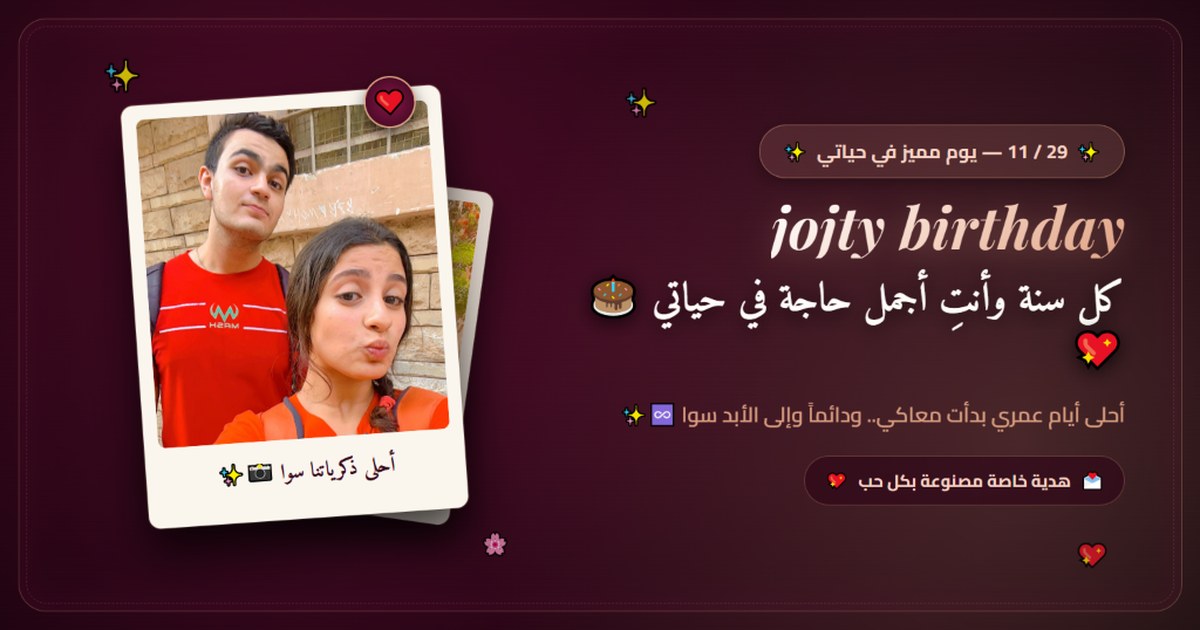 11 / 29 — يوم مميز في حياتي
jojty birthday
كل سنة وأنتِ أجمل حاجة في حياتي
أحلى أيام عمري بدأت معاكي.. ودائماً وإلى الأبد سوا
هدية خاصة مصنوعة بكل حب
أحلى ذكرياتنا سوا